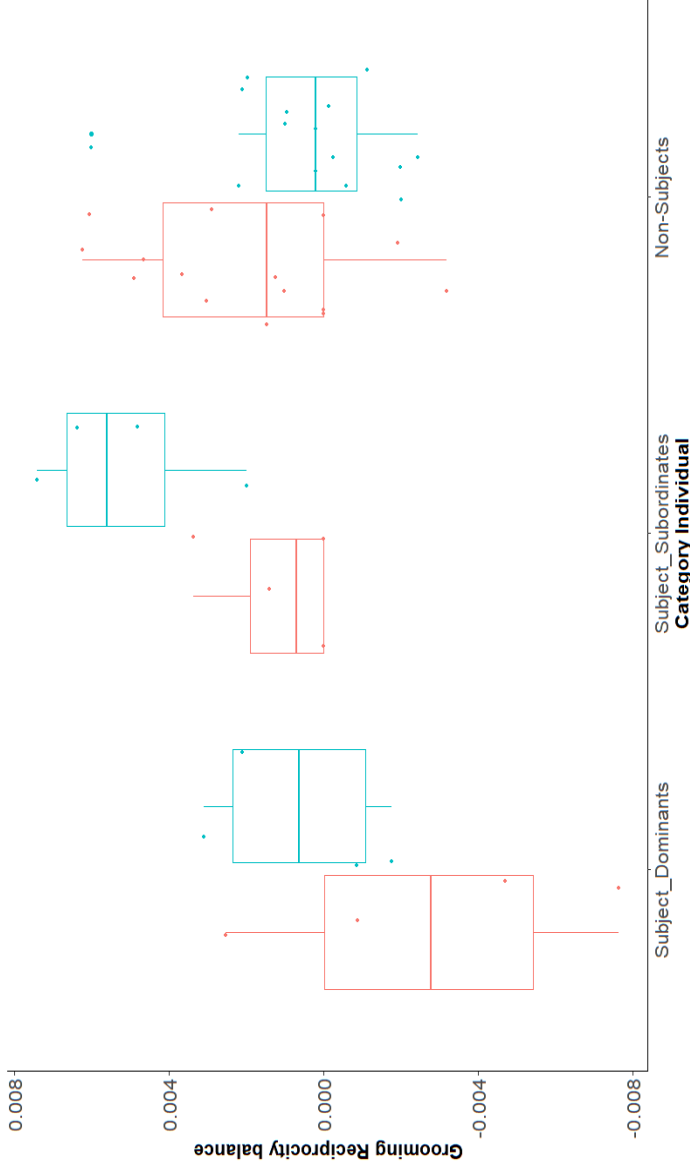 Grooming Reciprocity balance
0.008
0.004
0.000
-0.004
-0.008
Subject_Dominants
Subject_Subordinates
Non-Subjects
Category Individual